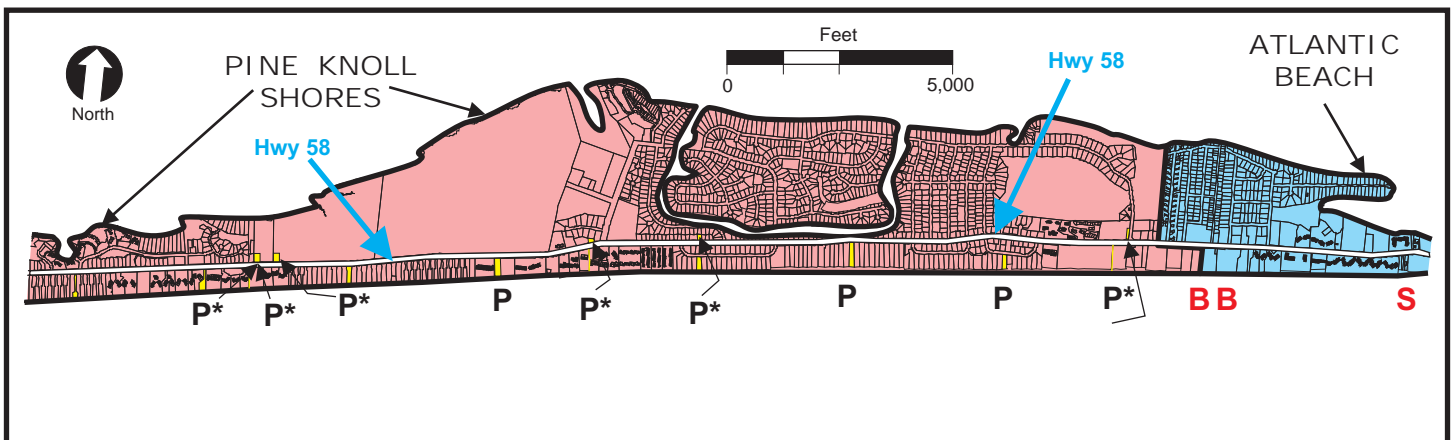 North
PINE KNOLL
SHORES
Hwy 58
Feet
0 5,000
Hwy 58
ATLANTIC
BEACH
P* P* P* P P* P* P P P* B B S